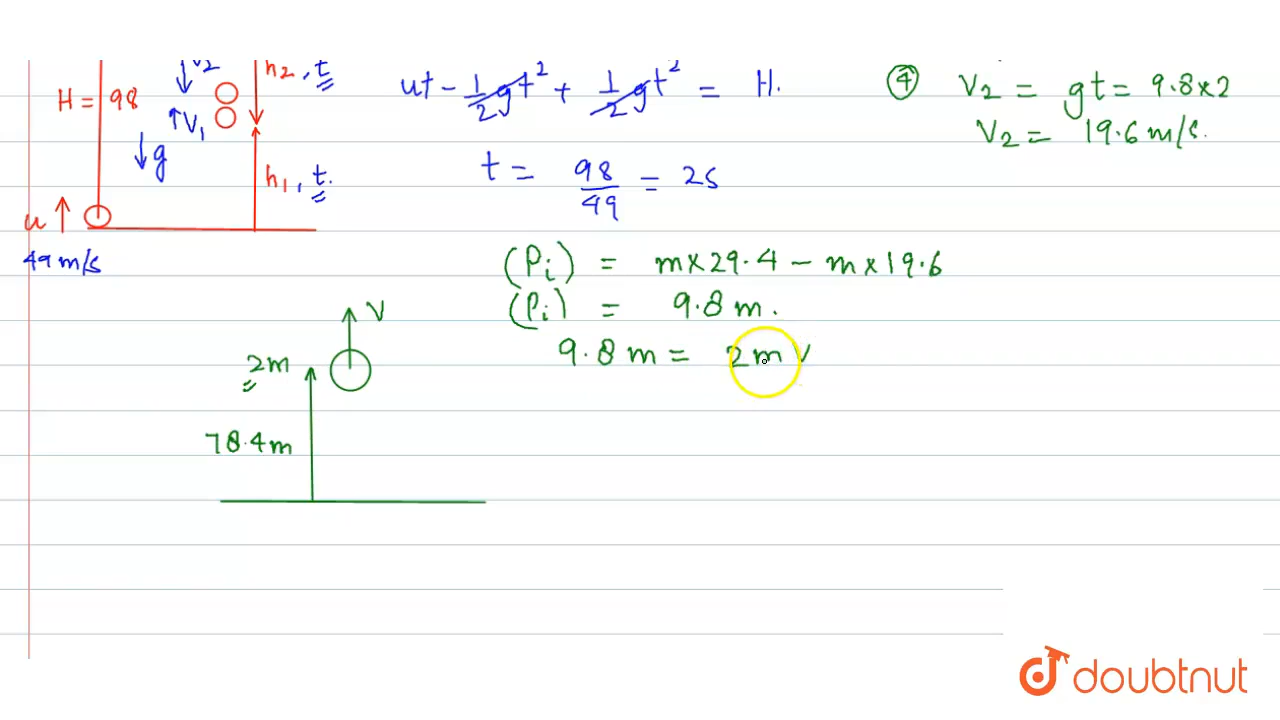 V2
h2, t
H = 98
↑V1
↓g
h1, t.
u ↑
49 m/s
ut - 1/2 gt² + 1/2 gt² = H.
t = 98/49 = 2s
④ V2 = gt = 9.8×2
V2 = 19.6 m/s.
(Pi) = m×29.4 - m×19.6
(Pi) = 9.8 m.
9.8 m = 2m V
V
2m
78.4m
doubtnut